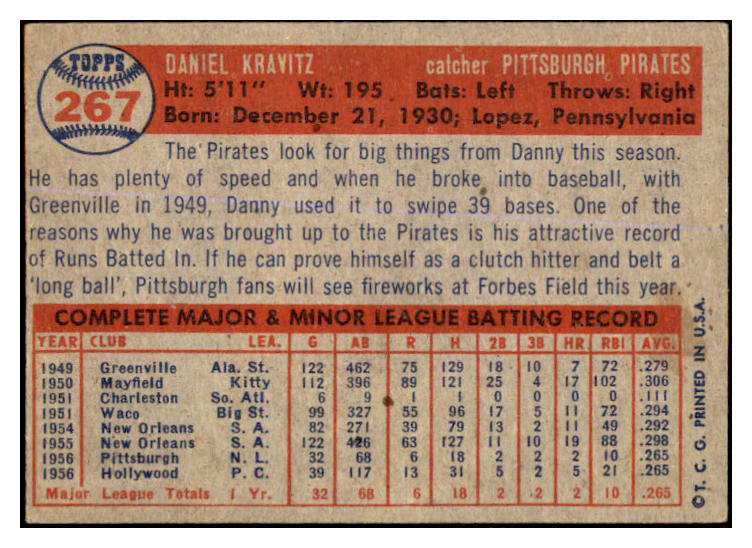 TOPPS
267
DANIEL KRAVITZ catcher PITTSBURGH PIRATES
Ht: 5'11" Wt: 195 Bats: Left Throws: Right
Born: December 21, 1930; Lopez, Pennsylvania
The Pirates look for big things from Danny this season.
He has plenty of speed and when he broke into baseball, with
Greenville in 1949, Danny used it to swipe 39 bases. One of the
reasons why he was brought up to the Pirates is his attractive record
of Runs Batted In. If he can prove himself as a clutch hitter and belt a
'long ball', Pittsburgh fans will see fireworks at Forbes Field this year.
COMPLETE MAJOR & MINOR LEAGUE BATTING RECORD
YEAR CLUB LEA. G AB R H 2B 3B HR RBI AVG.
1949 Greenville Ala. St. 122 462 75 129 18 10 7 72 .279
1950 Mayfield Kitty 112 396 89 121 25 4 17 102 .306
1951 Charleston So. Atl. 6 9 1 1 0 0 0 0 .111
1951 Waco Big St. 99 327 55 96 17 5 11 72 .294
1954 New Orleans S. A. 82 271 39 79 13 2 11 49 .292
1955 New Orleans S. A. 122 426 63 127 11 10 19 88 .298
1956 Pittsburgh N. L. 32 68 6 18 2 2 2 10 .265
1956 Hollywood P. C. 39 117 13 31 5 2 5 21 .265
Major League Totals 1 Yr. 32 68 6 18 2 2 2 10 .265
©T. C. G. PRINTED IN U.S.A.